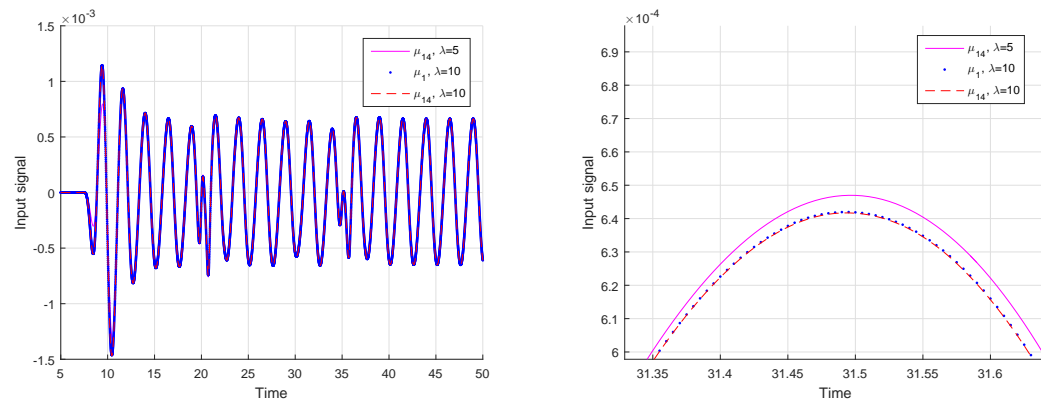 ×10⁻³
1.5
1
0.5
0
-0.5
-1
-1.5
5 10 15 20 25 30 35 40 45 50
Time
Input signal
μ₁₄, λ=5
μ₁, λ=10
μ₁₄, λ=10
×10⁻⁴
6.9
6.8
6.7
6.6
6.5
6.4
6.3
6.2
6.1
6
31.35 31.4 31.45 31.5 31.55 31.6
Time
Input signal
μ₁₄, λ=5
μ₁, λ=10
μ₁₄, λ=10